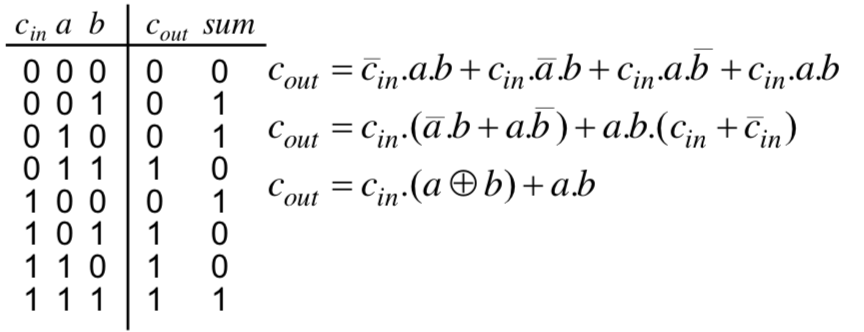 c_in a b c_out sum
0 0 0 0 0
0 0 1 0 1
0 1 0 0 1
0 1 1 1 0
1 0 0 0 1
1 0 1 1 0
1 1 0 1 0
1 1 1 1 1
c_out = c̅_in.a.b + c_in.a̅.b + c_in.a.b̅ + c_in.a.b
c_out = c_in.(a̅.b + a.b̅) + a.b.(c_in + c̅_in)
c_out = c_in.(a ⊕ b) + a.b